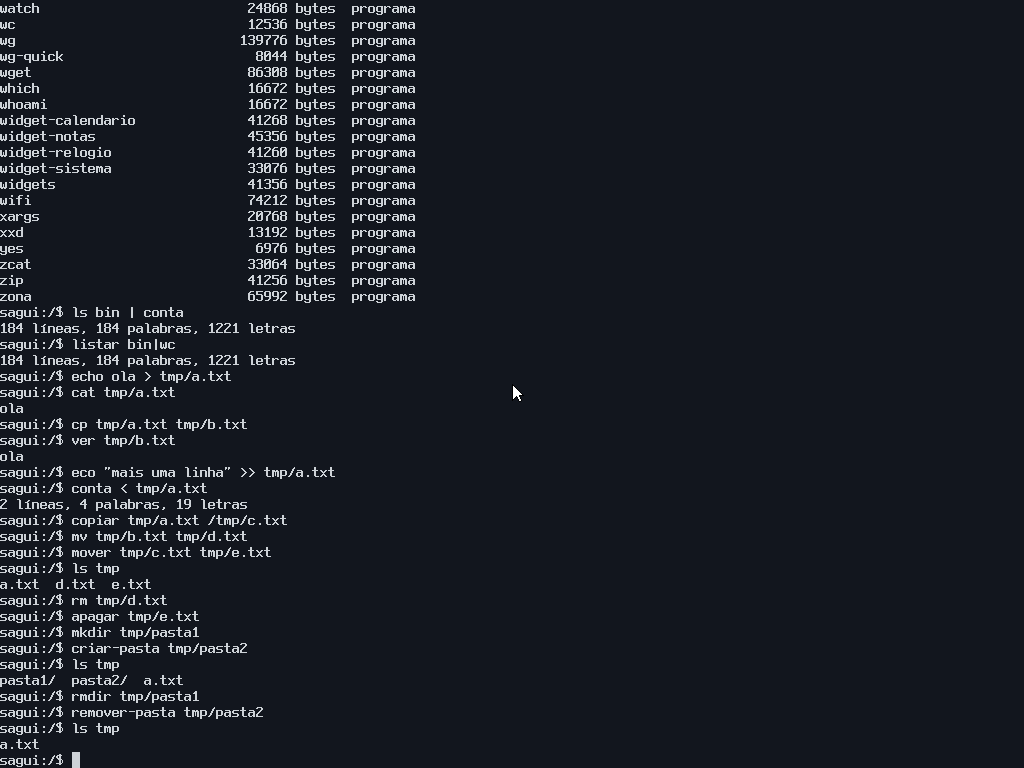 watch                          24868 bytes  programa
wc                             12536 bytes  programa
wg                            139776 bytes  programa
wg-quick                        8044 bytes  programa
wget                           86308 bytes  programa
which                          16672 bytes  programa
whoami                         16672 bytes  programa
widget-calendario              41268 bytes  programa
widget-notas                   45356 bytes  programa
widget-relogio                 41260 bytes  programa
widget-sistema                 33076 bytes  programa
widgets                        41356 bytes  programa
wifi                           74212 bytes  programa
xargs                          20768 bytes  programa
xxd                            13192 bytes  programa
yes                             6976 bytes  programa
zcat                           33064 bytes  programa
zip                            41256 bytes  programa
zona                           65992 bytes  programa
sagui:/$ ls bin | conta
184 líneas, 184 palabras, 1221 letras
sagui:/$ listar bin|wc
184 líneas, 184 palabras, 1221 letras
sagui:/$ echo ola > tmp/a.txt
sagui:/$ cat tmp/a.txt
ola
sagui:/$ cp tmp/a.txt tmp/b.txt
sagui:/$ ver tmp/b.txt
ola
sagui:/$ eco "mais uma linha" >> tmp/a.txt
sagui:/$ conta < tmp/a.txt
2 líneas, 4 palabras, 19 letras
sagui:/$ copiar tmp/a.txt /tmp/c.txt
sagui:/$ mv tmp/b.txt tmp/d.txt
sagui:/$ mover tmp/c.txt tmp/e.txt
sagui:/$ ls tmp
a.txt  d.txt  e.txt
sagui:/$ rm tmp/d.txt
sagui:/$ apagar tmp/e.txt
sagui:/$ mkdir tmp/pasta1
sagui:/$ criar-pasta tmp/pasta2
sagui:/$ ls tmp
pasta1/  pasta2/  a.txt
sagui:/$ rmdir tmp/pasta1
sagui:/$ remover-pasta tmp/pasta2
sagui:/$ ls tmp
a.txt
sagui:/$